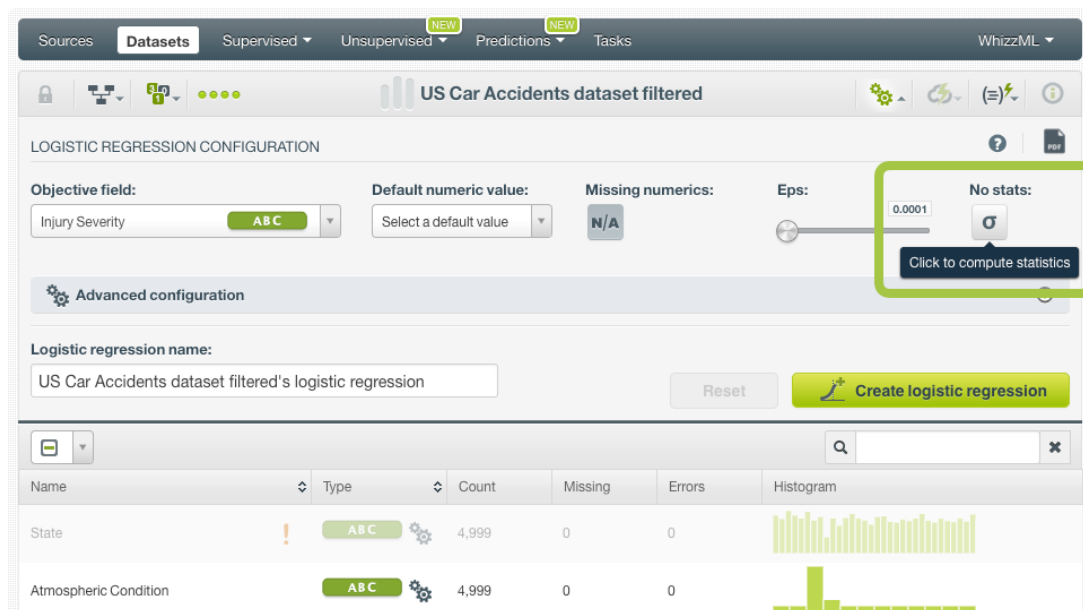 NEW NEW
Sources Datasets Supervised Unsupervised Predictions Tasks WhizzML
US Car Accidents dataset filtered
LOGISTIC REGRESSION CONFIGURATION
PDF
Objective field: Default numeric value: Missing numerics: Eps: No stats:
Injury Severity ABC Select a default value N/A 0.0001 σ
Click to compute statistics
Advanced configuration
Logistic regression name:
US Car Accidents dataset filtered's logistic regression
Reset Create logistic regression
Name Type Count Missing Errors Histogram
State ! ABC 4,999 0 0
Atmospheric Condition ABC 4,999 0 0